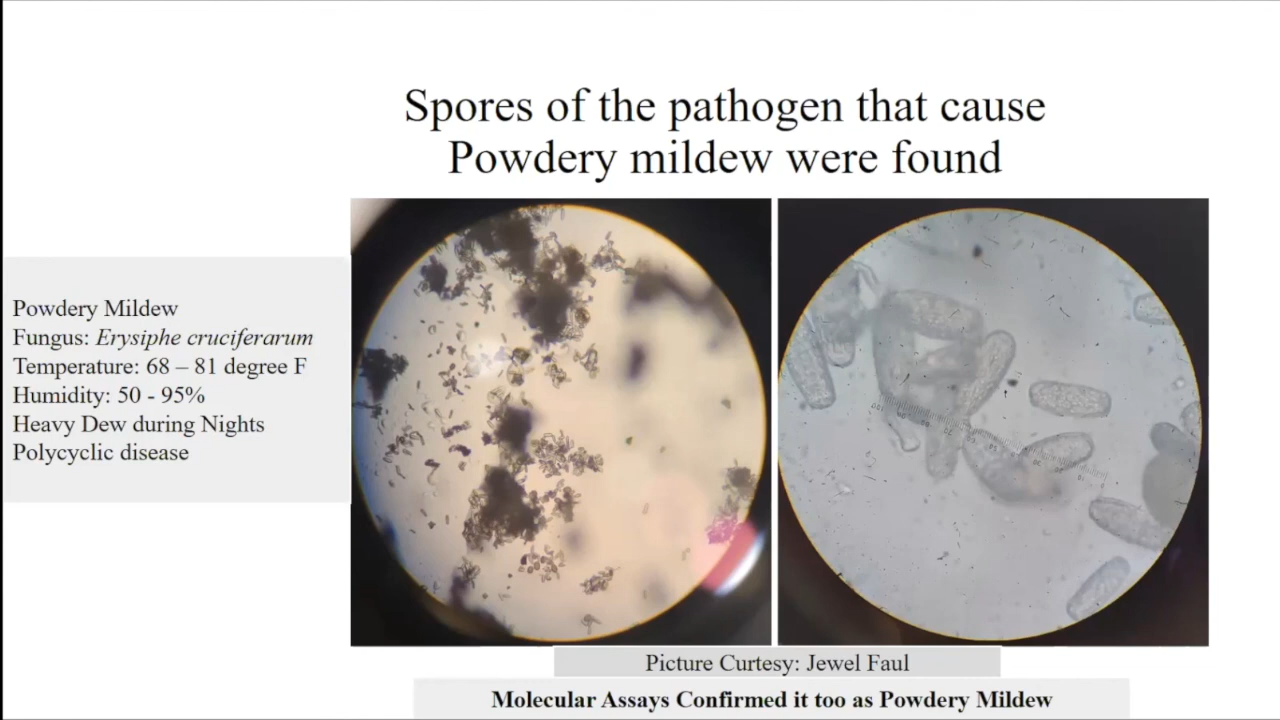 Spores of the pathogen that cause
Powdery mildew were found
Powdery Mildew
Fungus: Erysiphe cruciferarum
Temperature: 68 – 81 degree F
Humidity: 50 - 95%
Heavy Dew during Nights
Polycyclic disease
Picture Curtesy: Jewel Faul
Molecular Assays Confirmed it too as Powdery Mildew